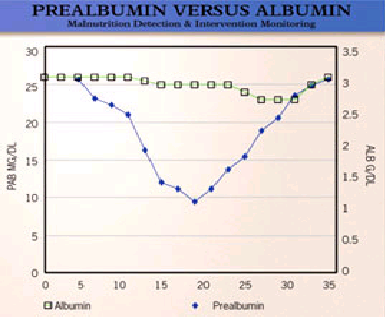 PREALBUMIN VERSUS ALBUMIN
Malnutrition Detection & Intervention Monitoring
30
25
20
15
10
5
0
PAB MG/DL
3.5
3
2.5
2
1.5
1
0.5
0
ALB G/DL
0 5 10 15 20 25 30 35
Albumin Prealbumin